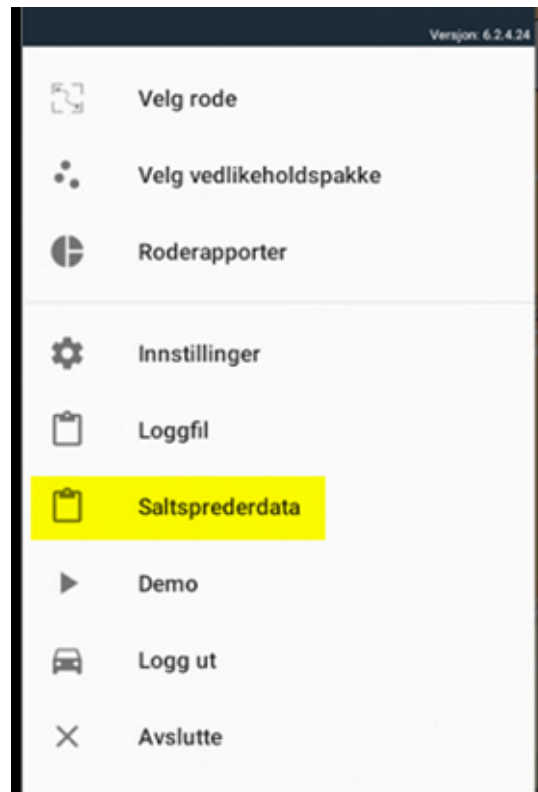 Versjon: 6.2.4.24
Velg rode
Velg vedlikeholdspakke
Roderapporter
Innstillinger
Loggfil
Saltsprederdata
Demo
Logg ut
Avslutte